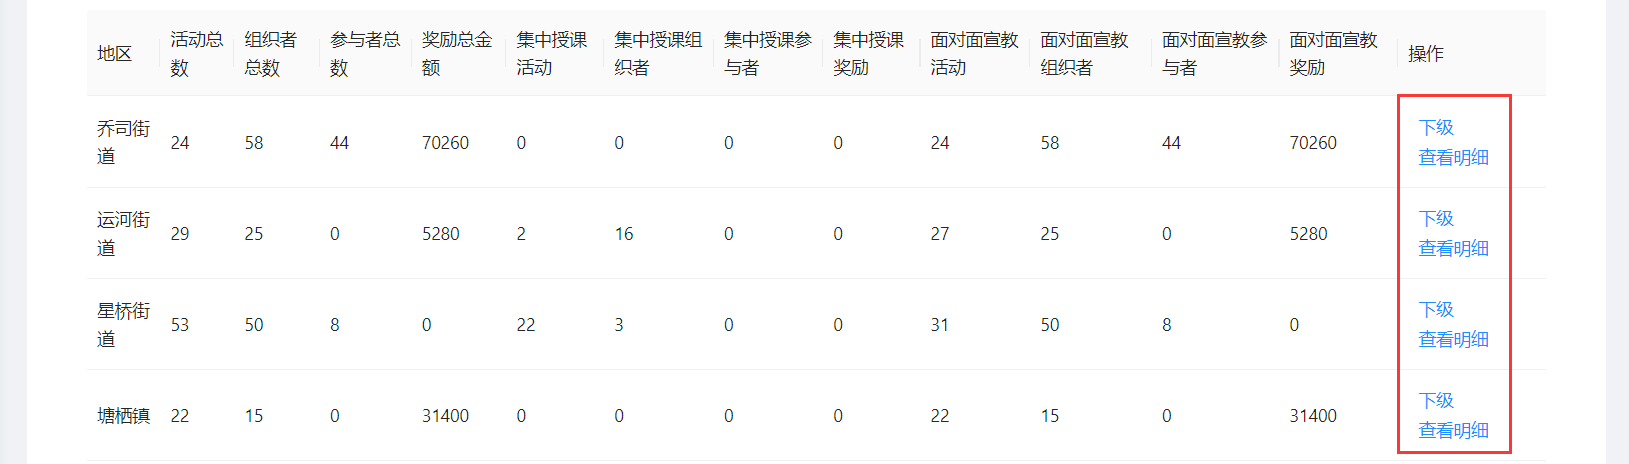 地区 活动总数 组织者总数 参与者总数 奖励总金额 集中授课活动 集中授课组织者 集中授课参与者 集中授课奖励 面对面宣教活动 面对面宣教组织者 面对面宣教参与者 面对面宣教奖励 操作
乔司街道 24 58 44 70260 0 0 0 0 24 58 44 70260 下级 查看明细
运河街道 29 25 0 5280 2 16 0 0 27 25 0 5280 下级 查看明细
星桥街道 53 50 8 0 22 3 0 0 31 50 8 0 下级 查看明细
塘栖镇 22 15 0 31400 0 0 0 0 22 15 0 31400 下级 查看明细